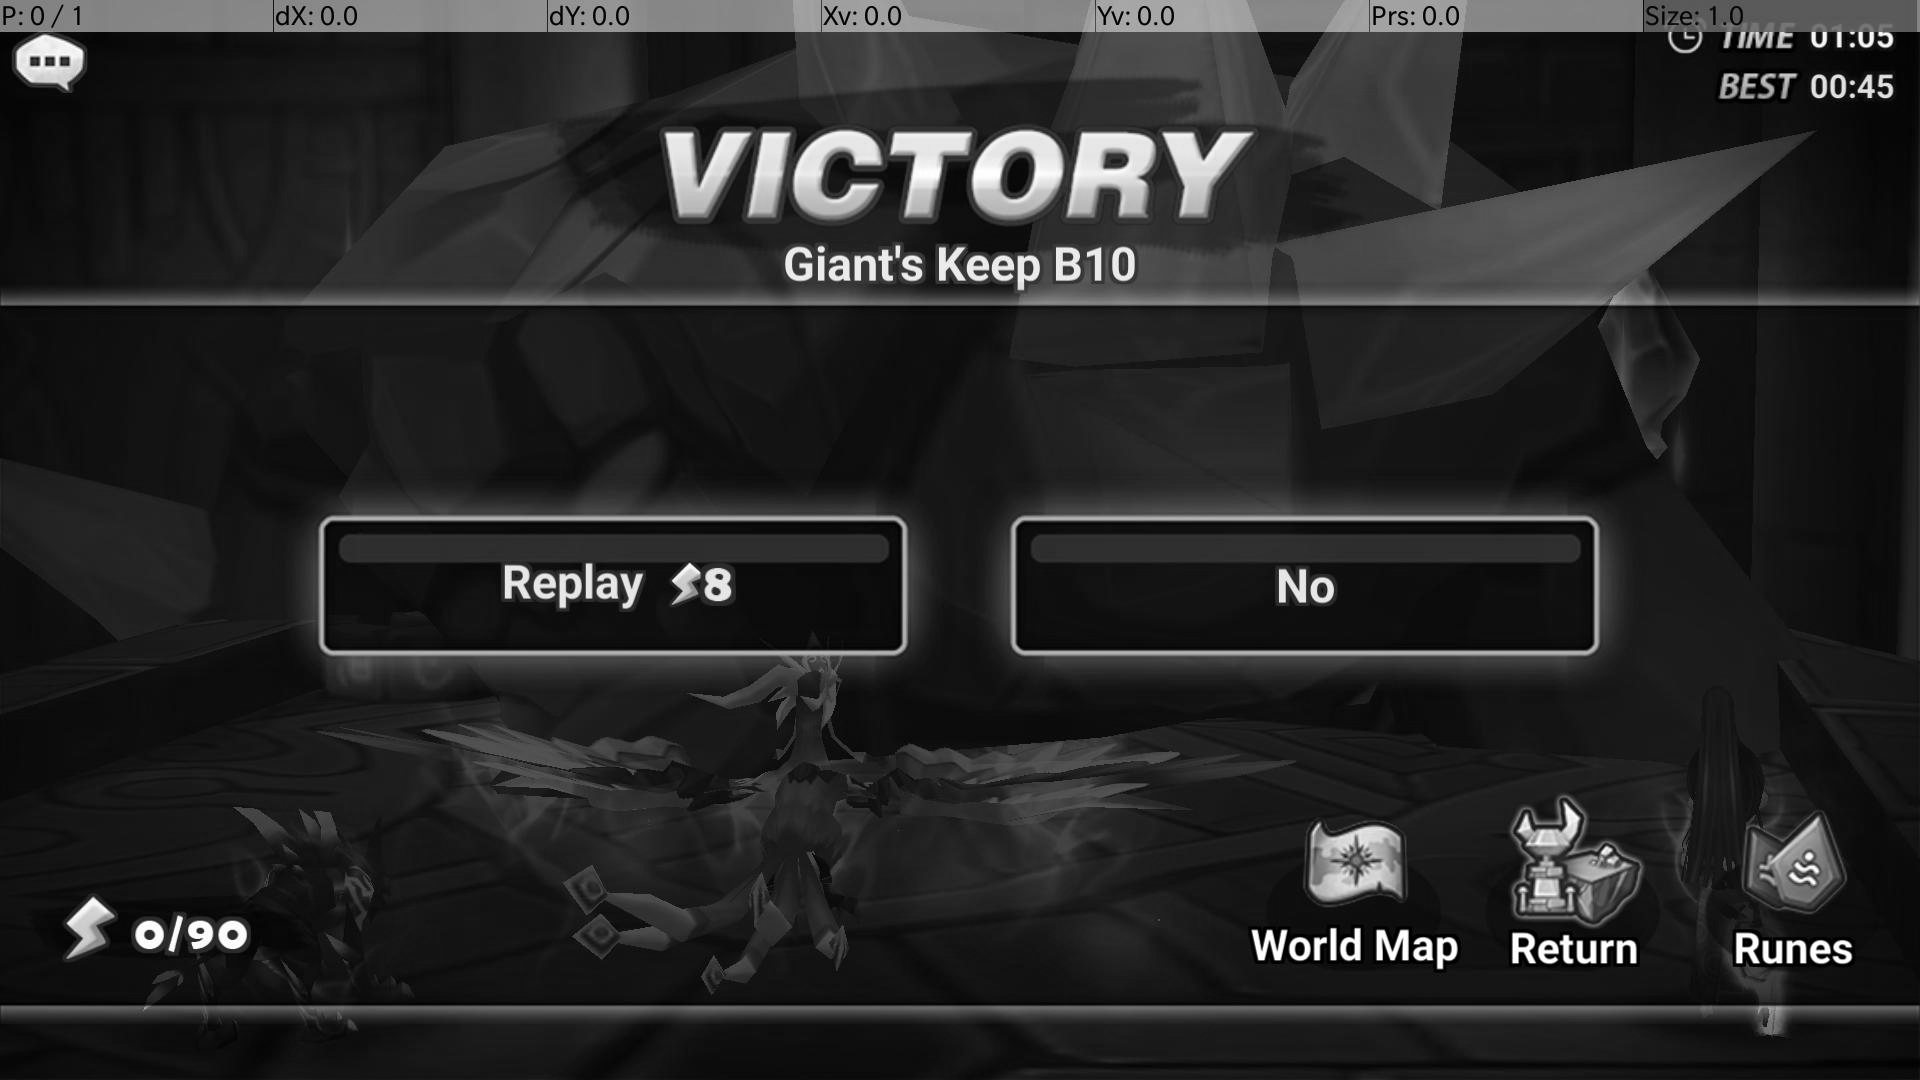 P: 0 / 1 dX: 0.0 dY: 0.0 Xv: 0.0 Yv: 0.0 Prs: 0.0 Size: 1.0
TIME 01:05
BEST 00:45
VICTORY
Giant's Keep B10
Replay 8
No
0/90
World Map
Return
Runes